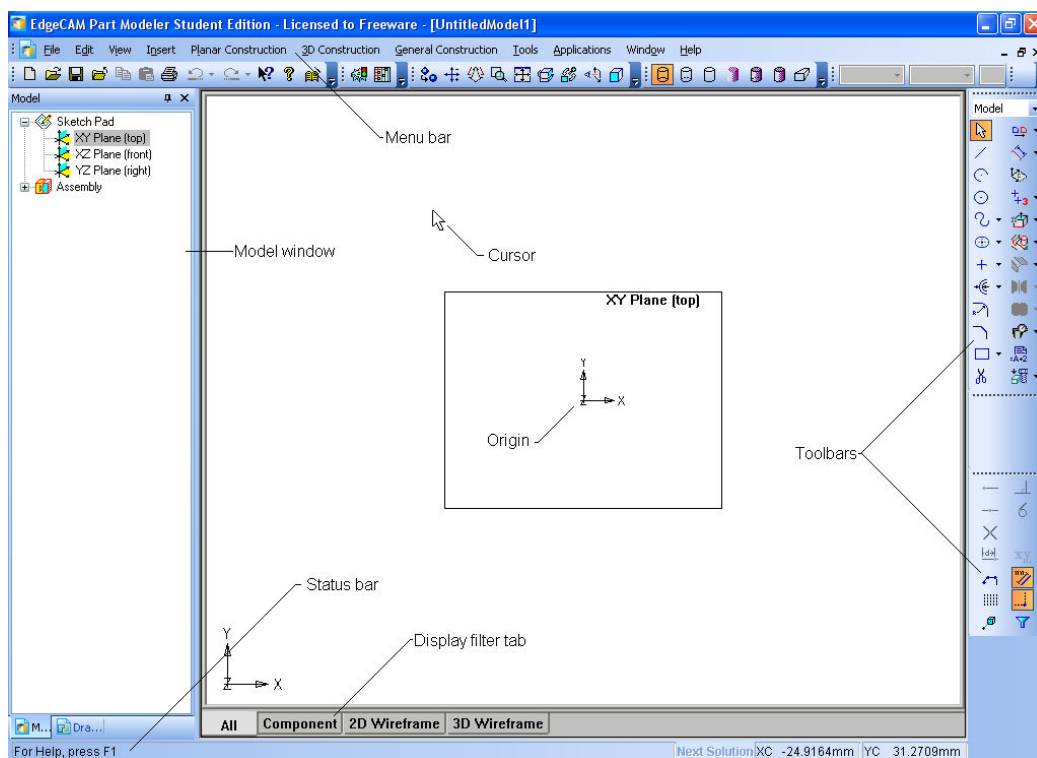 EdgeCAM Part Modeler Student Edition - Licensed to Freeware - [UntitledModel1]
File Edit View Insert Planar Construction 3D Construction General Construction Tools Applications Window Help
Model
Sketch Pad
XY Plane (top)
XZ Plane (front)
YZ Plane (right)
Assembly
Menu bar
Model
Model window
Cursor
XY Plane (top)
Y
X
Z
Origin
Toolbars
Status bar
Display filter tab
Y
X
Z
M... Dra...
All Component 2D Wireframe 3D Wireframe
For Help, press F1
Next Solution XC -24.9164mm YC 31.2709mm